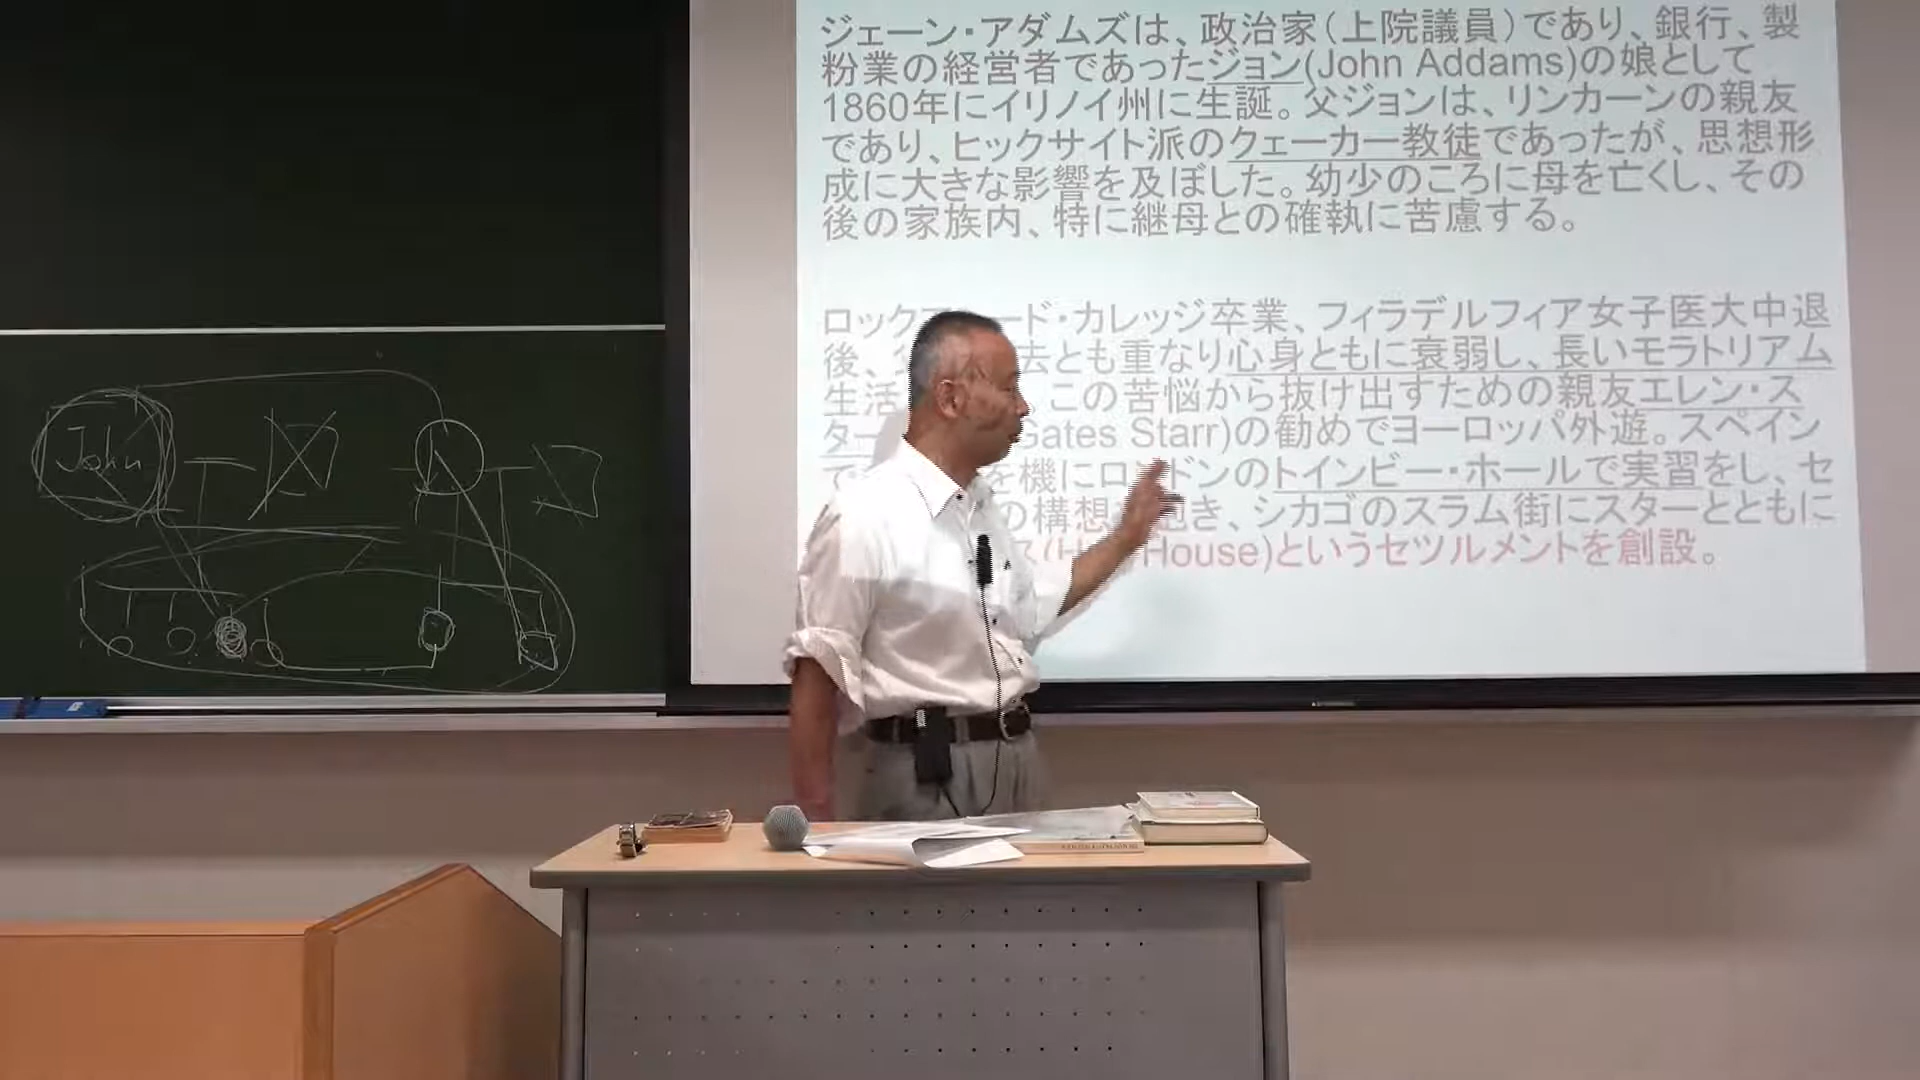 John
ジェーン・アダムズは、政治家(上院議員)であり、銀行、製
粉業の経営者であったジョン(John Addams)の娘として
1860年にイリノイ州に生誕。父ジョンは、リンカーンの親友
であり、ヒックサイト派のクェーカー教徒であったが、思想形
成に大きな影響を及ぼした。幼少のころに母を亡くし、その
後の家族内、特に継母との確執に苦慮する。
ロックフォード・カレッジ卒業、フィラデルフィア女子医大中退
後、去とも重なり心身ともに衰弱し、長いモラトリアム
生活 この苦悩から抜け出すための親友エレン・ス
ター Gates Starr)の勧めでヨーロッパ外遊。スペイン
で を機にロンドンのトインビー・ホールで実習をし、セ
の構想 抱き、シカゴのスラム街にスターとともに
ス(H House)というセツルメントを創設。